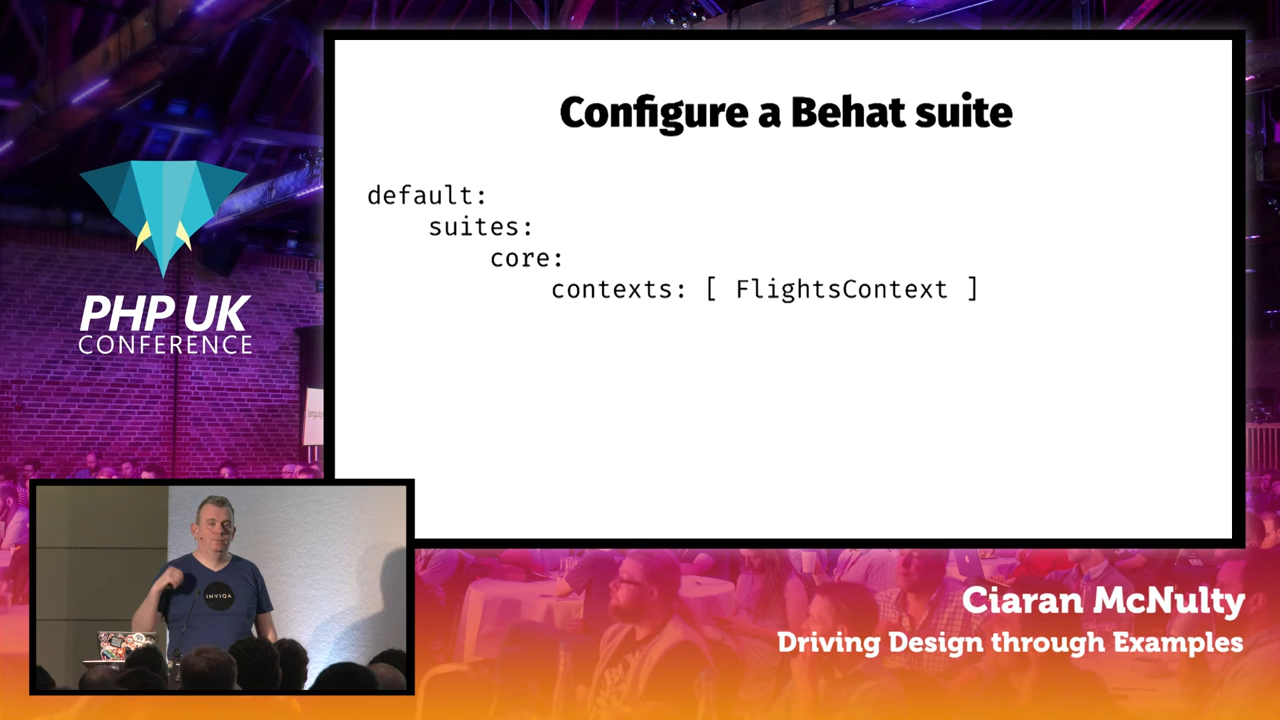 Configure a Behat suite
default:
suites:
core:
contexts: [ FlightsContext ]
PHP UK
CONFERENCE
INVIQA
Ciaran McNulty
Driving Design through Examples